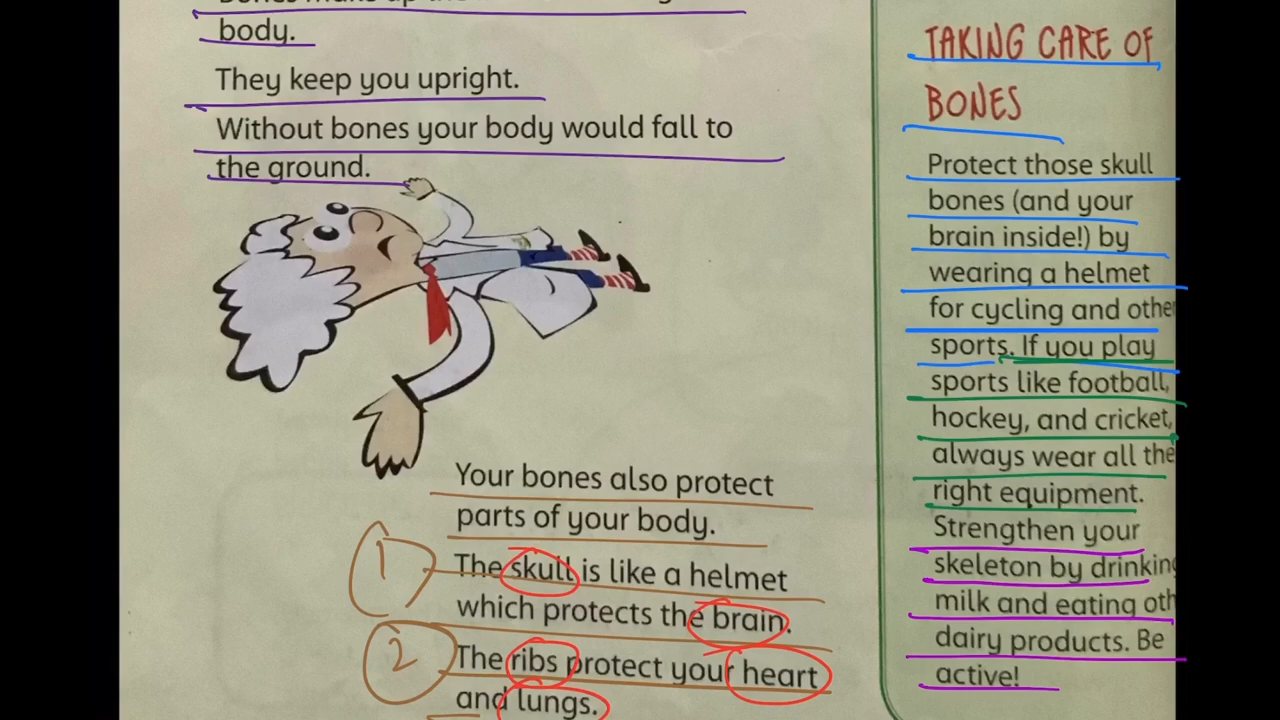 body.
They keep you upright.
Without bones your body would fall to
the ground.
Your bones also protect
parts of your body.
1
The skull is like a helmet
which protects the brain.
2
The ribs protect your heart
and lungs.
TAKING CARE OF
BONES
Protect those skull
bones (and your
brain inside!) by
wearing a helmet
for cycling and othe
sports. If you play
sports like football,
hockey, and cricket,
always wear all the
right equipment.
Strengthen your
skeleton by drinking
milk and eating oth
dairy products. Be
active!